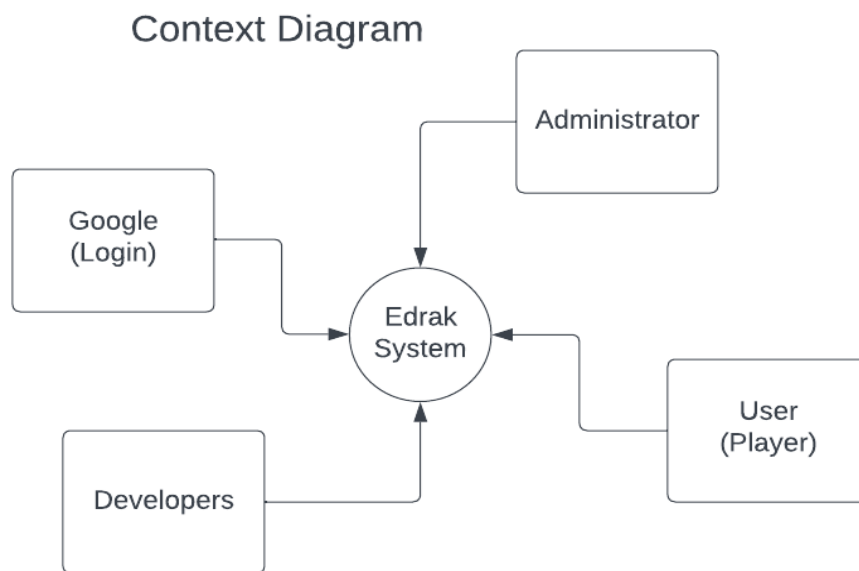 Context Diagram
Administrator
Google
(Login)
Edrak
System
User
(Player)
Developers